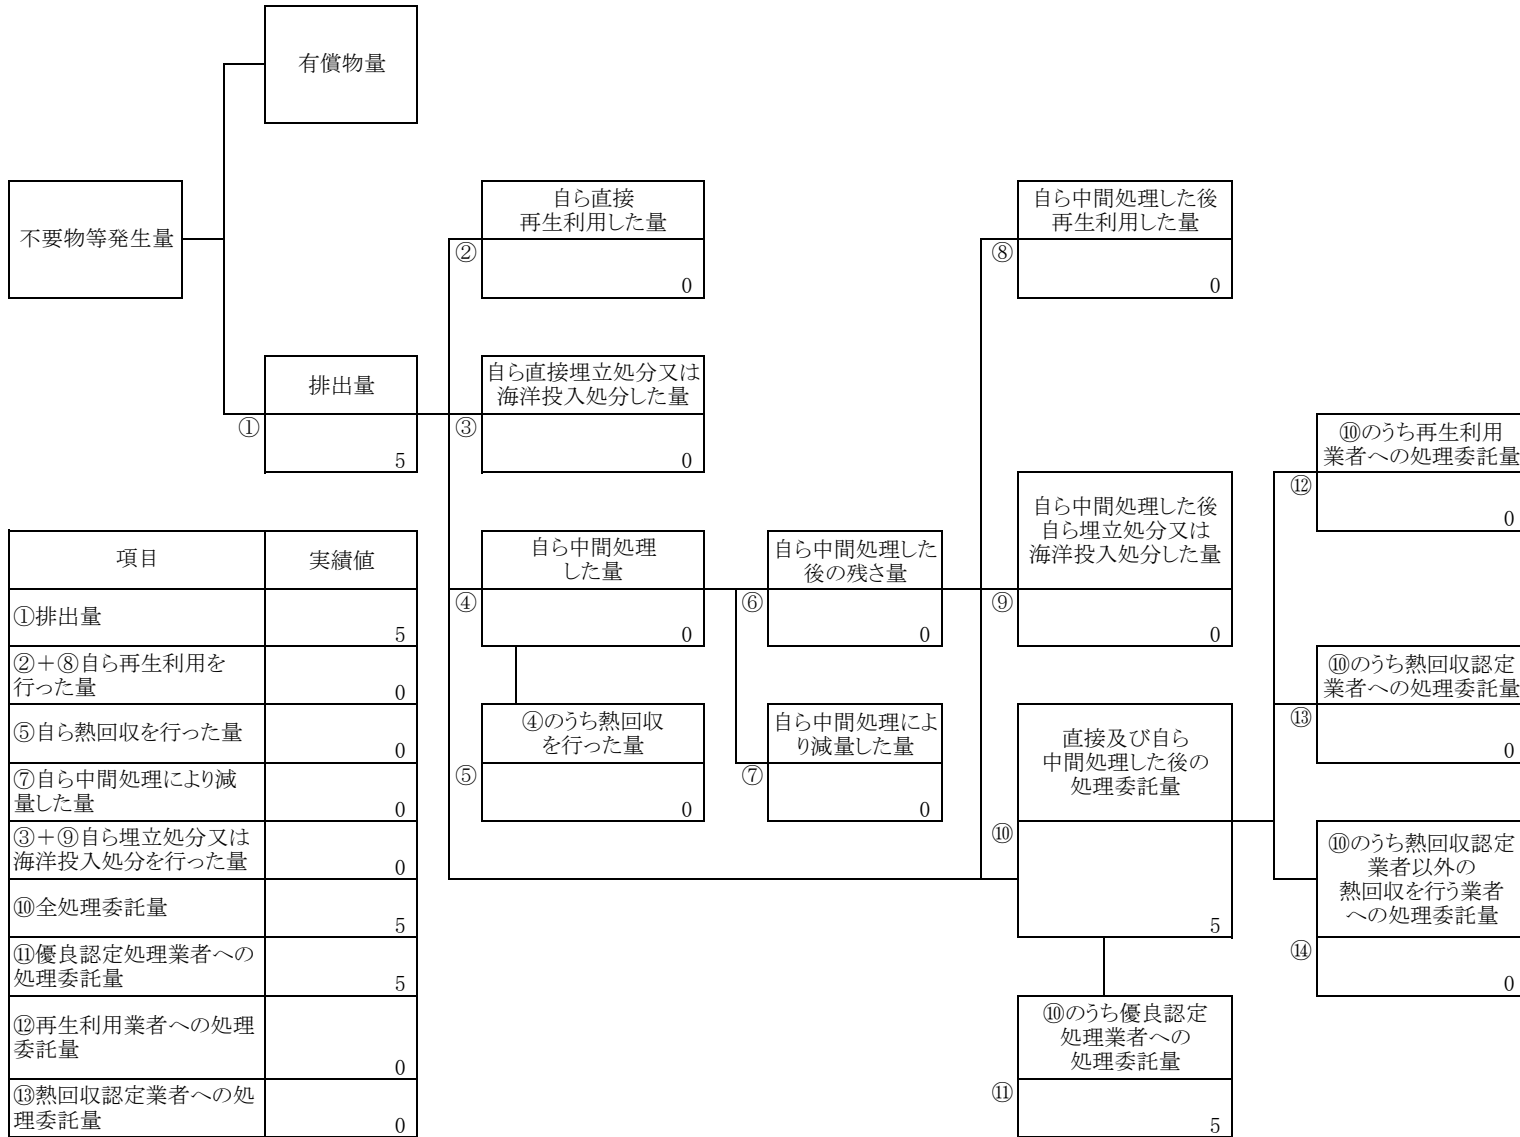 有償物量
不要物等発生量
自ら直接
再生利用した量
②
0
自ら中間処理した後
再生利用した量
⑧
0
排出量
①
5
自ら直接埋立処分又は
海洋投入処分した量
③
0
自ら中間処理
した量
④
0
自ら中間処理した
後の残さ量
⑥
0
自ら中間処理した後
自ら埋立処分又は
海洋投入処分した量
⑨
0
⑩のうち再生利用
業者への処理委託量
⑫
0
④のうち熱回収
を行った量
⑤
0
自ら中間処理によ
り減量した量
⑦
0
直接及び自ら
中間処理した後の
処理委託量
⑩
5
⑩のうち熱回収認定
業者への処理委託量
⑬
0
⑩のうち熱回収認定
業者以外の
熱回収を行う業者
への処理委託量
⑭
0
⑩のうち優良認定
処理業者への
処理委託量
⑪
5
項目 実績値
①排出量 5
②＋⑧自ら再生利用を
行った量 0
⑤自ら熱回収を行った量 0
⑦自ら中間処理により減
量した量 0
③＋⑨自ら埋立処分又は
海洋投入処分を行った量 0
⑩全処理委託量 5
⑪優良認定処理業者への
処理委託量 5
⑫再生利用業者への処理
委託量 0
⑬熱回収認定業者への処
理委託量 0